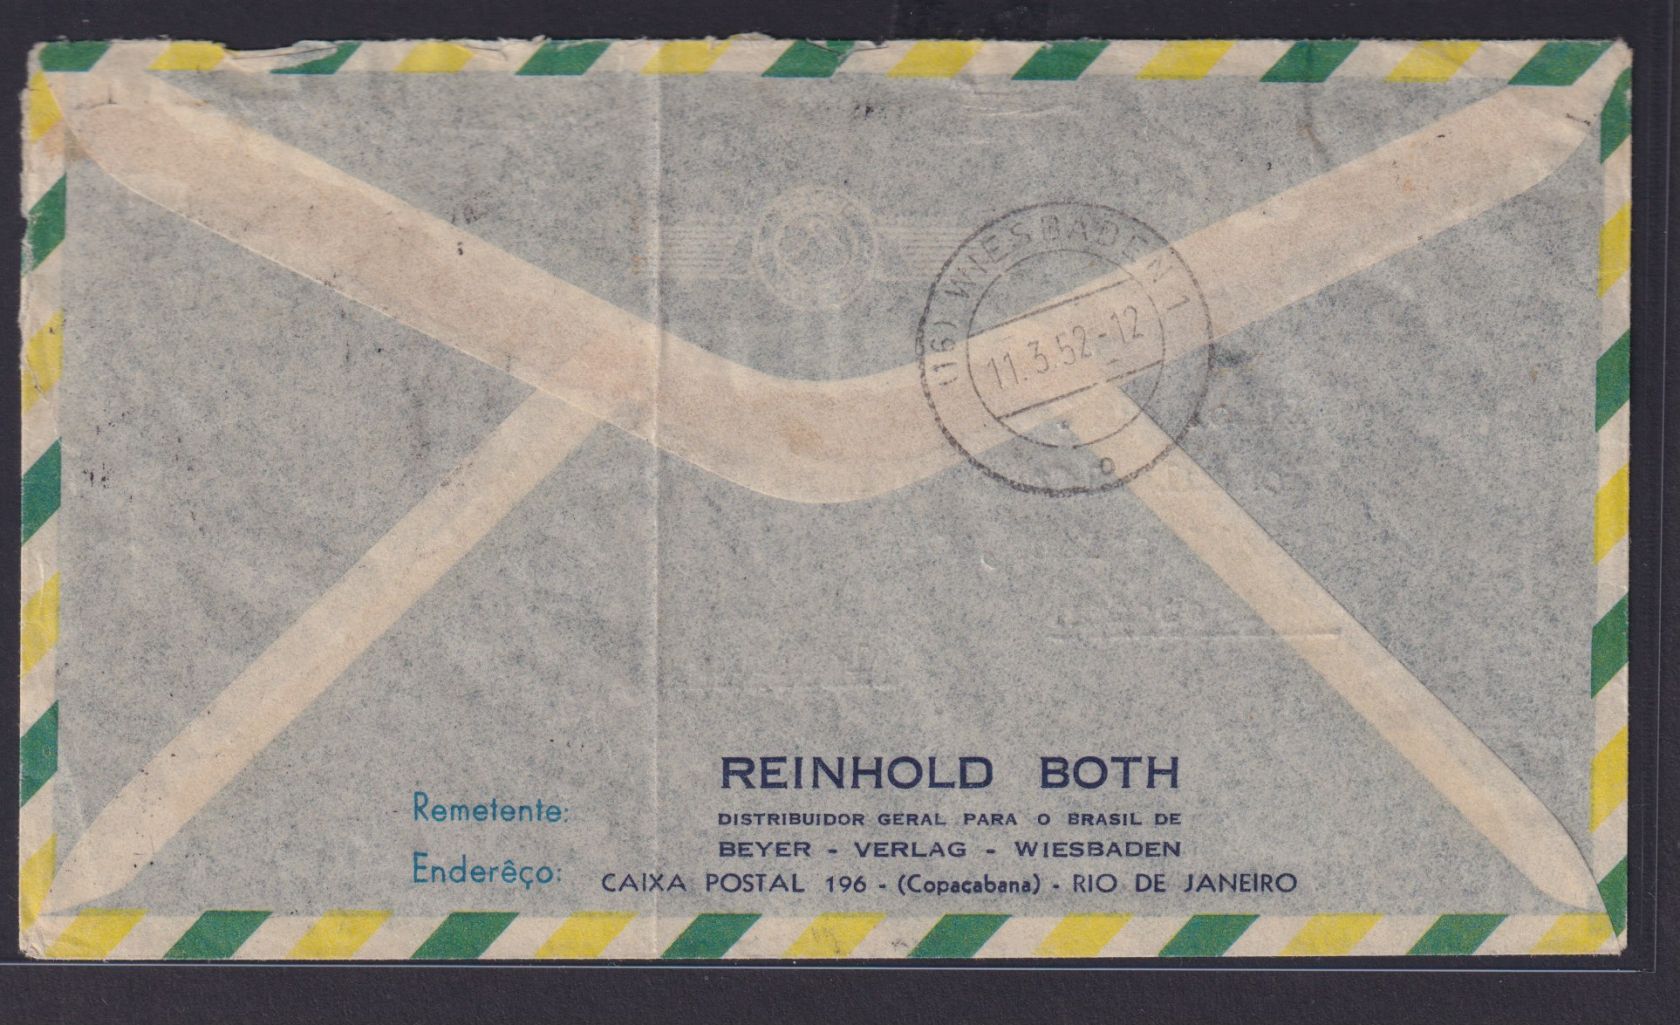 (16) WIESBADEN 1
11.3.52.-12
o
REINHOLD BOTH
Remetente:
DISTRIBUIDOR GERAL PARA O BRASIL DE
BEYER - VERLAG - WIESBADEN
Enderêço:
CAIXA POSTAL 196 - (Copacabana) - RIO DE JANEIRO